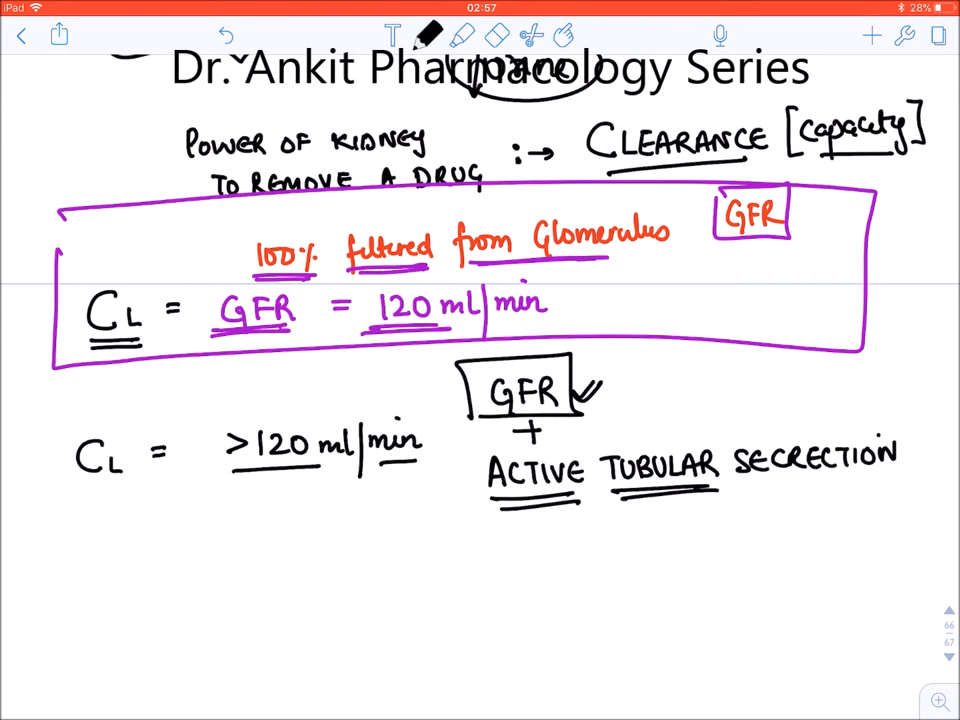 iPad 02:57 28%
Dr. Ankit Pharmacology Series
POWER OF KIDNEY
TO REMOVE A DRUG :→ CLEARANCE [capacity]
100% filtered from Glomerulus GFR
CL = GFR = 120 ml/min
GFR
+
CL = >120 ml/min
ACTIVE TUBULAR SECRECTION
66
67